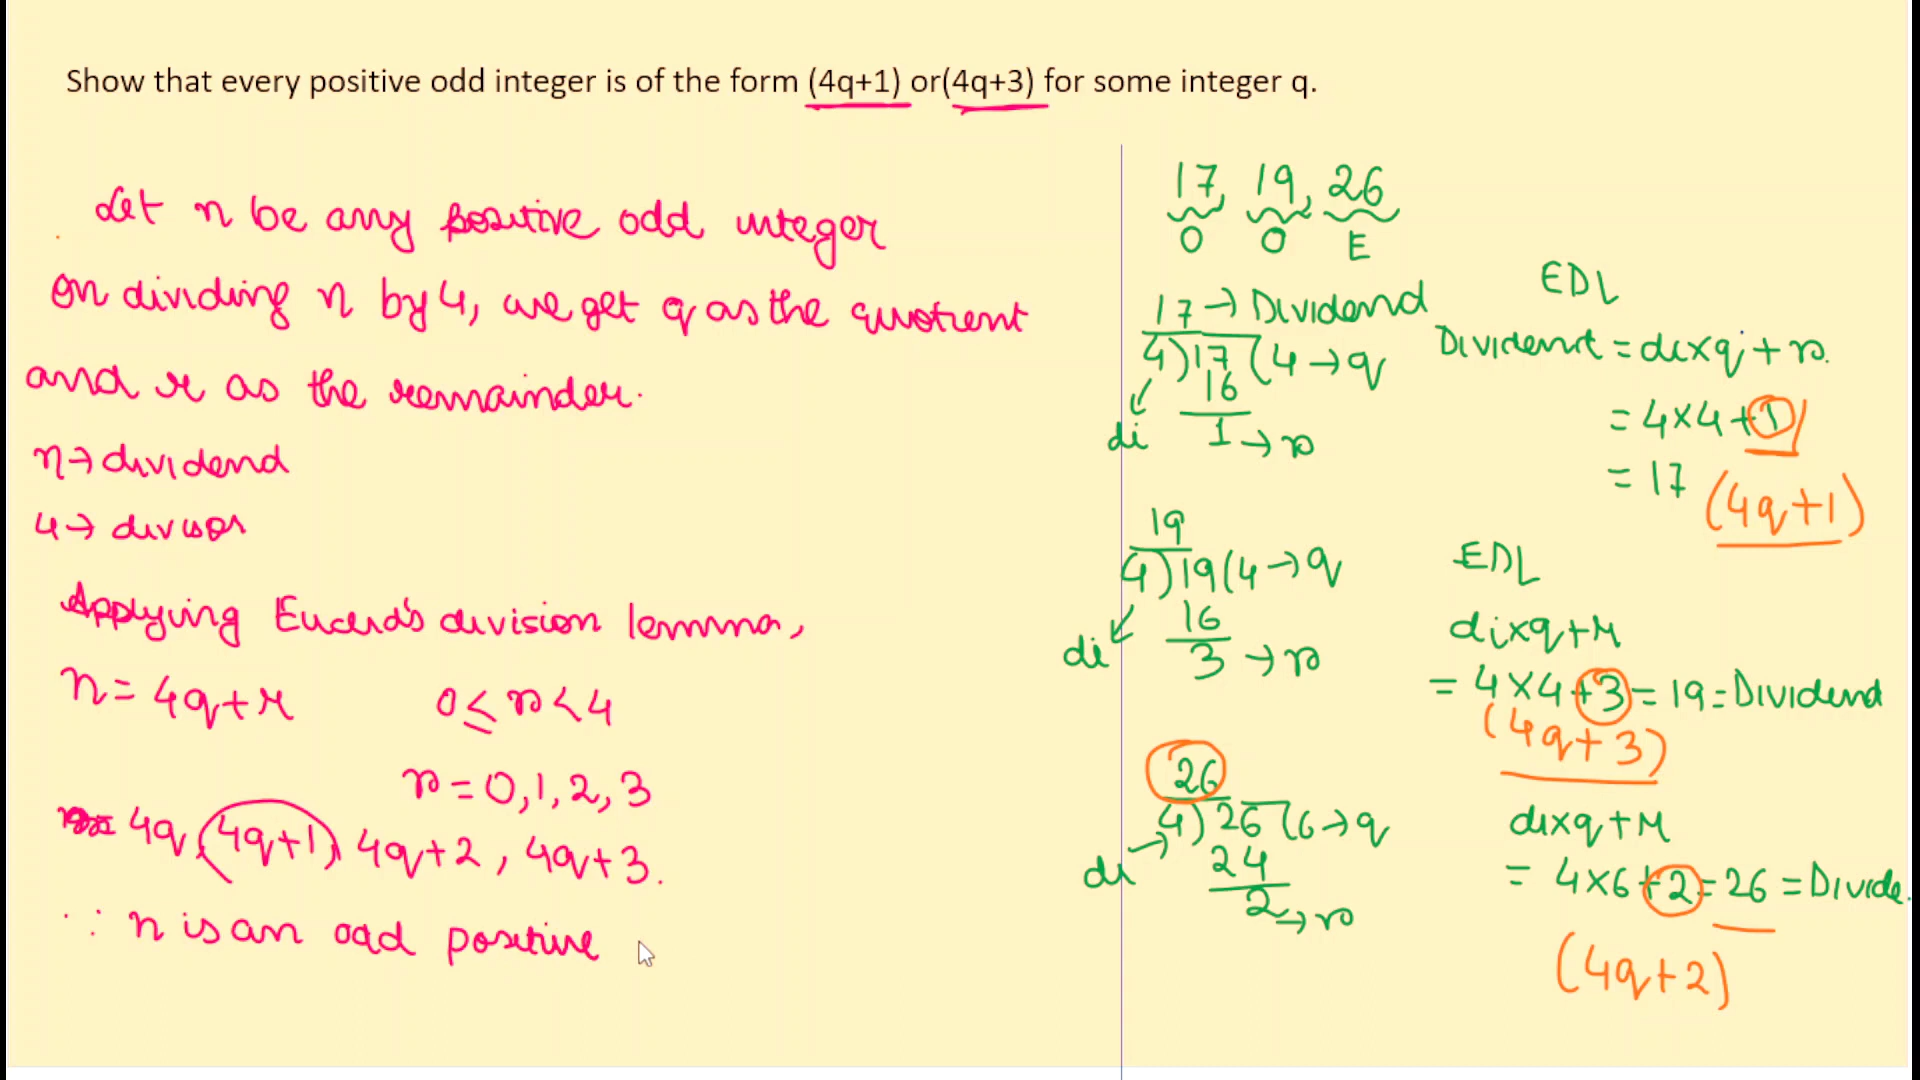 Show that every positive odd integer is of the form (4q+1) or(4q+3) for some integer q.
Let n be any positive odd integer
On dividing n by 4, we get q as the quotient
and r as the remainder.
n→dividend
4→ divisor
Applying Euclid's division lemma,
n = 4q+r 0≤r<4
r = 0,1,2,3
4q, (4q+1), 4q+2, 4q+3.
∵ n is an odd positive
17, 19, 26
O O E
17→Dividend
4)17(4→q
16
di 1→r
EDL
Dividend = di×q+r.
= 4×4+1
= 17 (4q+1)
19
4)19(4→q
16
di 3→r
EDL
di×q+r
= 4×4+3 = 19 = Dividend
(4q+3)
26
4)26(6→q
di 24
2→r
di×q+r
= 4×6+2=26 = Divide.
(4q+2)